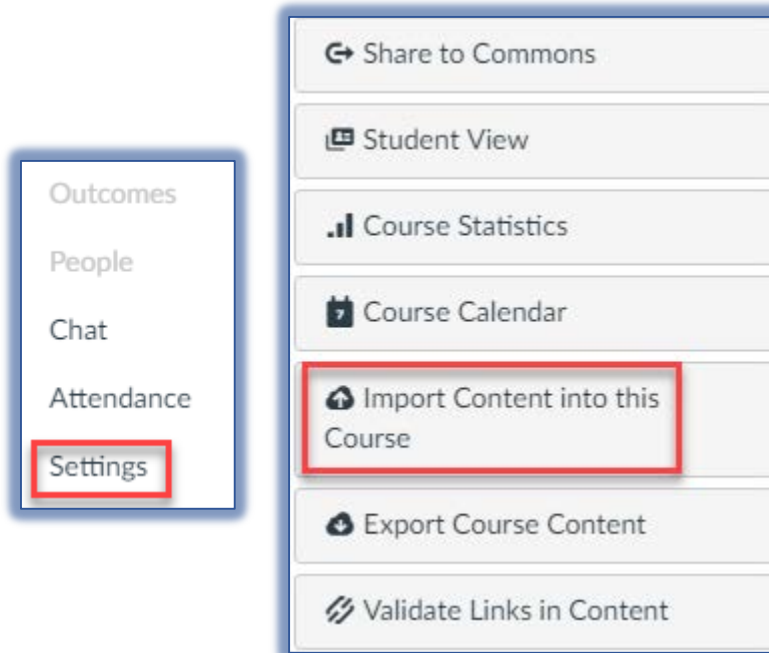 Outcomes
People
Chat
Attendance
Settings
Share to Commons
Student View
Course Statistics
7 Course Calendar
Import Content into this
Course
Export Course Content
Validate Links in Content